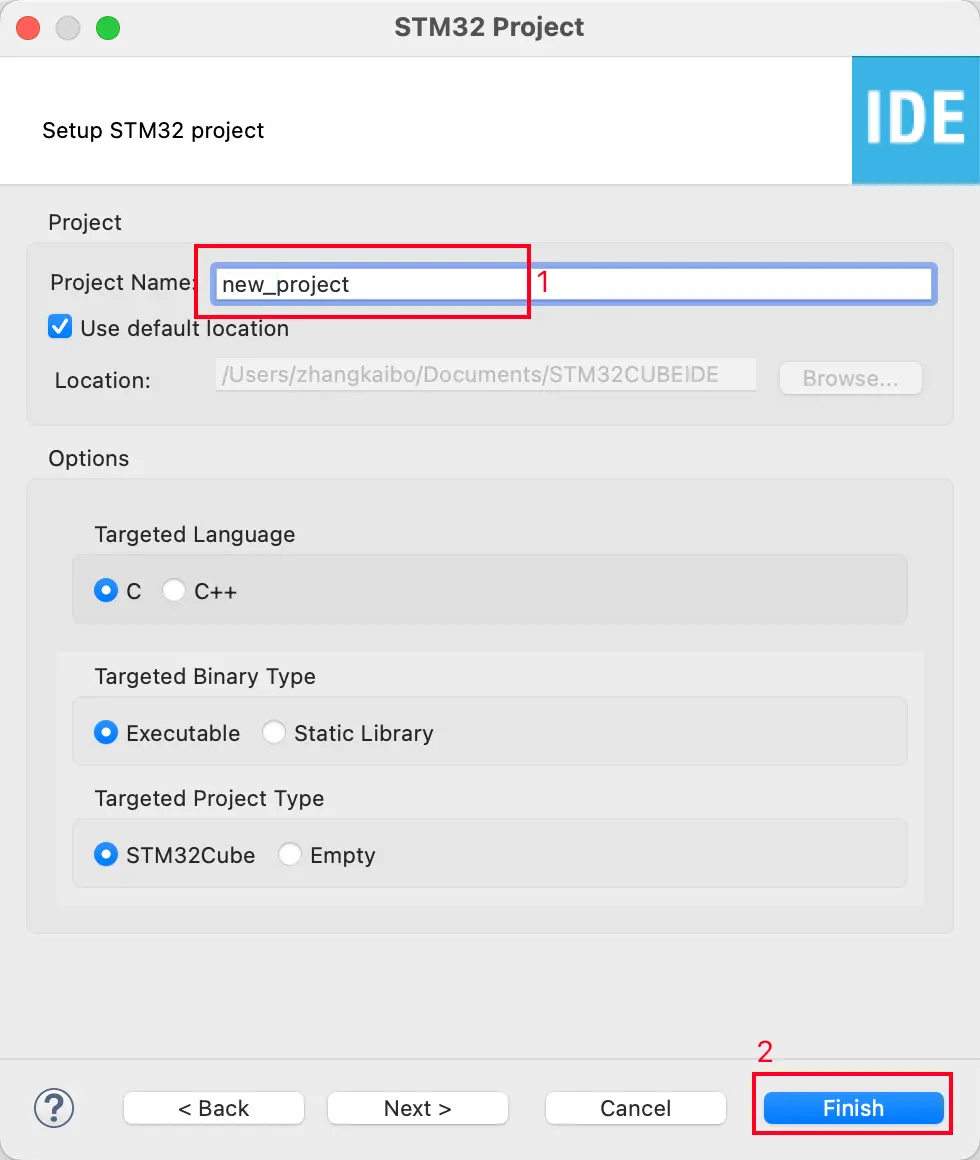 STM32 Project
Setup STM32 project
IDE
Project
Project Name:
new_project
1
Use default location
Location:
/Users/zhangkaibo/Documents/STM32CUBEIDE
Browse...
Options
Targeted Language
C C++
Targeted Binary Type
Executable Static Library
Targeted Project Type
STM32Cube Empty
2
? < Back Next > Cancel Finish